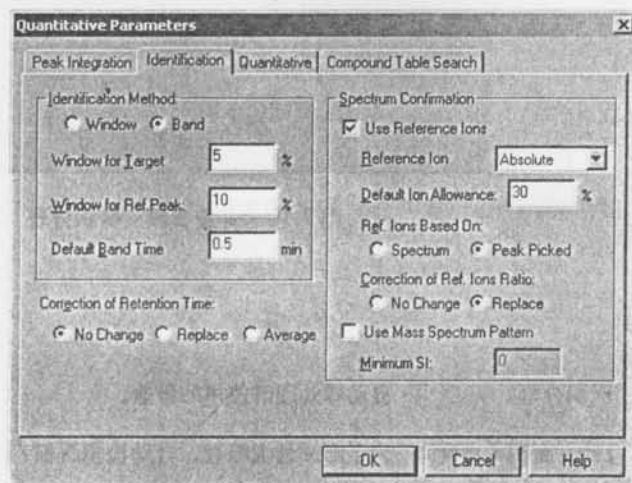 Quantitative Parameters
Peak Integration Identification Quantitative Compound Table Search
Identification Method:
Window Band
Window for Target 5 %
Window for Ref.Peak: 10 %
Default Band Time 0.5 min
Correction of Retention Time:
No Change Replace Average
Spectrum Confirmation
Use Reference Ions
Reference Ion Absolute
Default Ion Allowance: 30 %
Ref. Ions Based On:
Spectrum Peak Picked
Correction of Ref. Ions Ratio:
No Change Replace
Use Mass Spectrum Pattern
Minimum SI: 0
OK Cancel Help